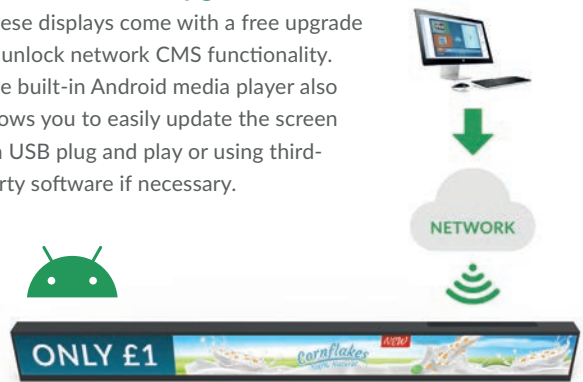 ese displays come with a free upgrade
unlock network CMS functionality.
e built-in Android media player also
ows you to easily update the screen
USB plug and play or using third-
rty software if necessary.
NETWORK
ONLY £1
Cornflakes
100% Natural
NEW